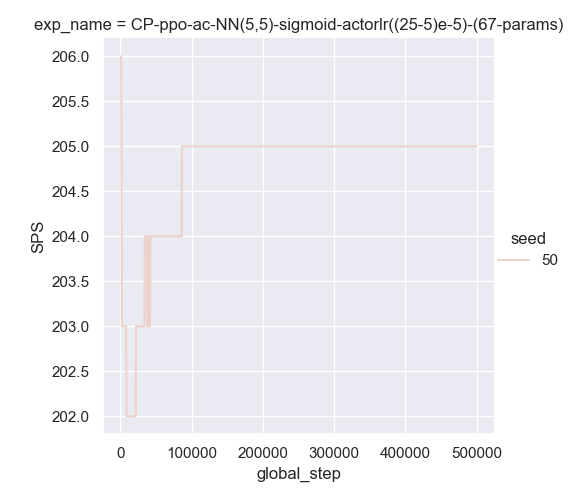 exp_name = CP-ppo-ac-NN(5,5)-sigmoid-actorlr((25-5)e-5)-(67-params)
206.0
205.5
205.0
204.5
204.0
203.5
203.0
202.5
202.0
SPS
0 100000 200000 300000 400000 500000
global_step
seed
50